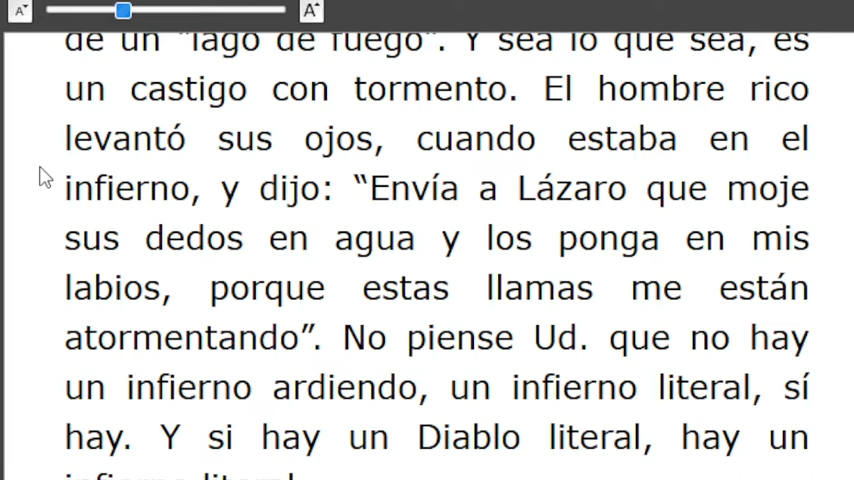 A A
de un "lago de fuego". Y sea lo que sea, es
un castigo con tormento. El hombre rico
levantó sus ojos, cuando estaba en el
infierno, y dijo: “Envía a Lázaro que moje
sus dedos en agua y los ponga en mis
labios, porque estas llamas me están
atormentando”. No piense Ud. que no hay
un infierno ardiendo, un infierno literal, sí
hay. Y si hay un Diablo literal, hay un
infierno literal